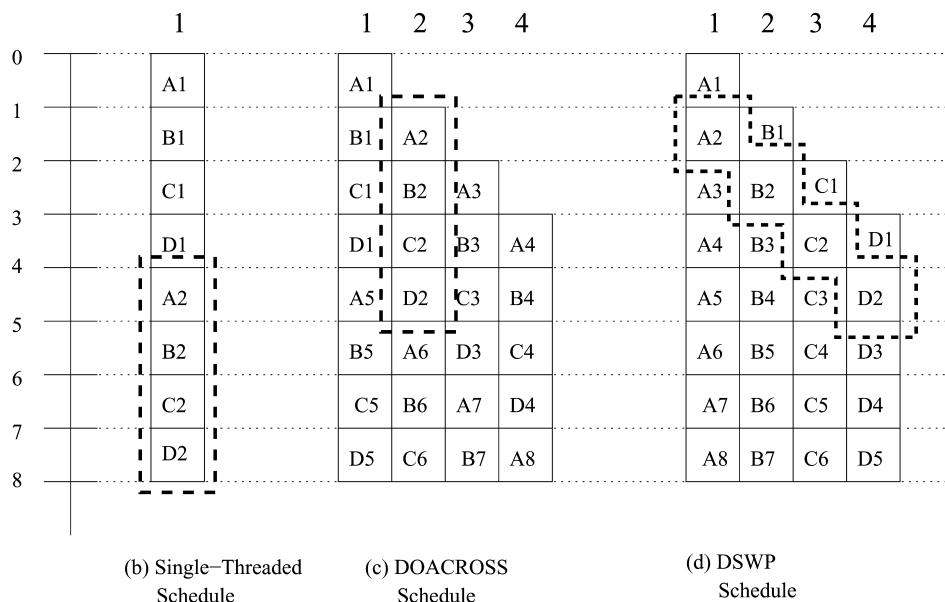 1 1 2 3 4 1 2 3 4
0
A1 A1 A1
1
B1 B1 A2 A2 B1
2
C1 C1 B2 A3 A3 B2 C1
3
D1 D1 C2 B3 A4 A4 B3 C2 D1
4
A2 A5 D2 C3 B4 A5 B4 C3 D2
5
B2 B5 A6 D3 C4 A6 B5 C4 D3
6
C2 C5 B6 A7 D4 A7 B6 C5 D4
7
D2 D5 C6 B7 A8 A8 B7 C6 D5
8
(b) Single−Threaded
Schedule
(c) DOACROSS
Schedule
(d) DSWP
Schedule